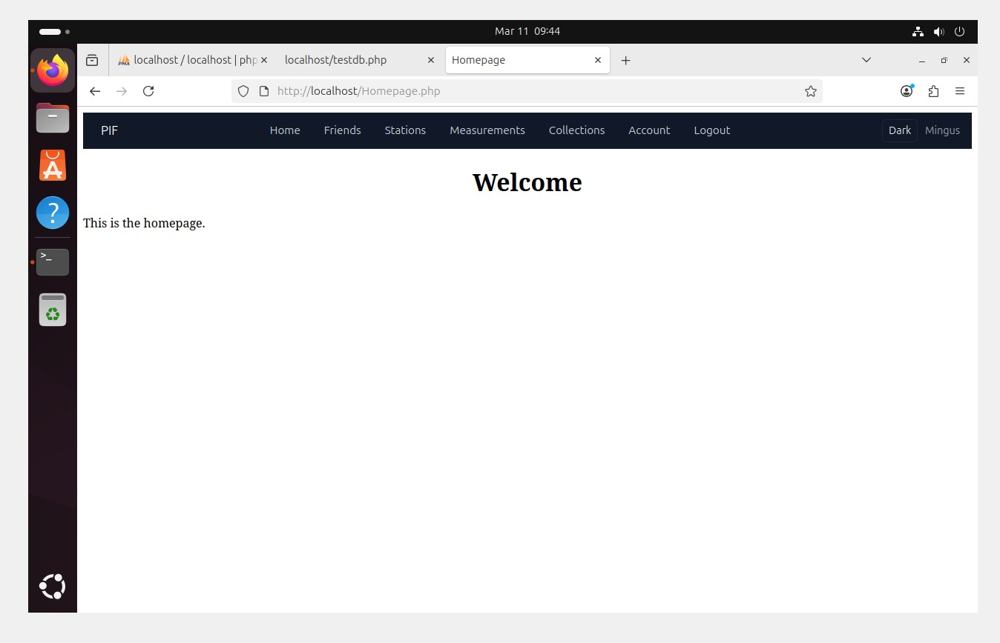 Mar 11 09:44
localhost / localhost | php
localhost/testdb.php
Homepage
http://localhost/Homepage.php
PIF Home Friends Stations Measurements Collections Account Logout Dark Mingus
Welcome
This is the homepage.